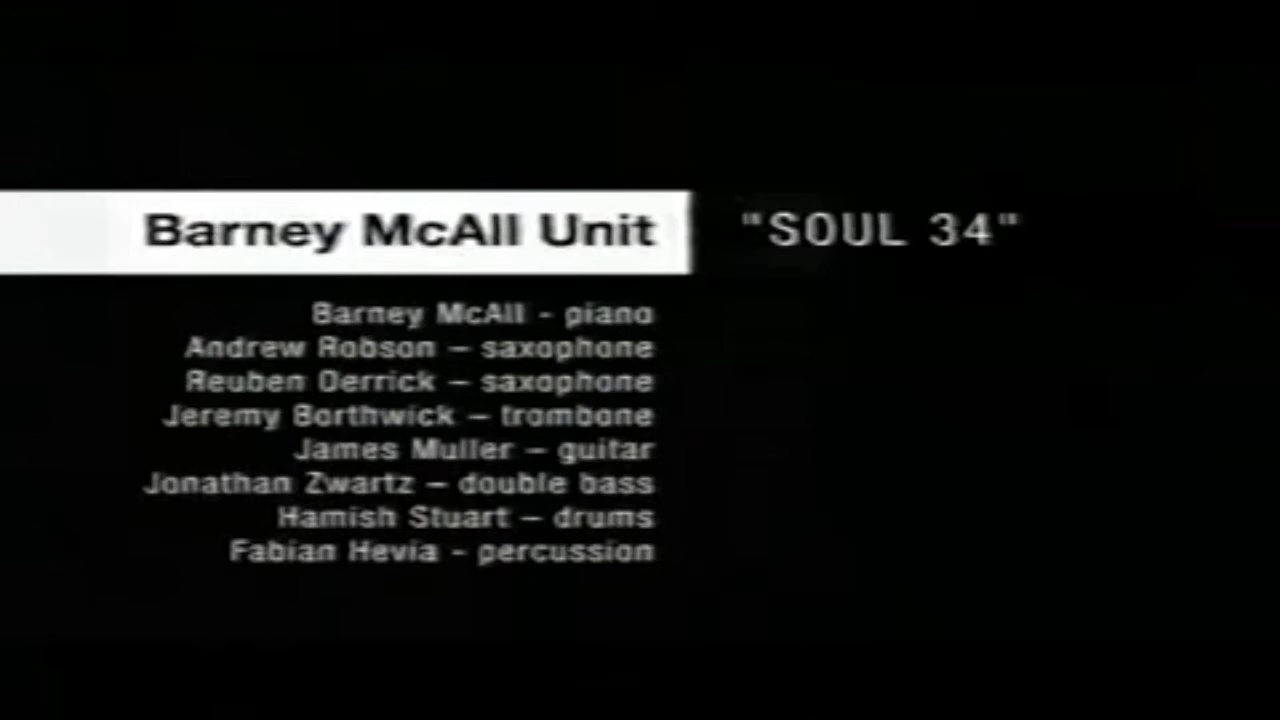 Barney McAll Unit "SOUL 34"
Barney McAll - piano
Andrew Robson – saxophone
Reuben Derrick – saxophone
Jeremy Borthwick – trombone
James Muller – guitar
Jonathan Zwartz – double bass
Hamish Stuart – drums
Fabian Hevia - percussion